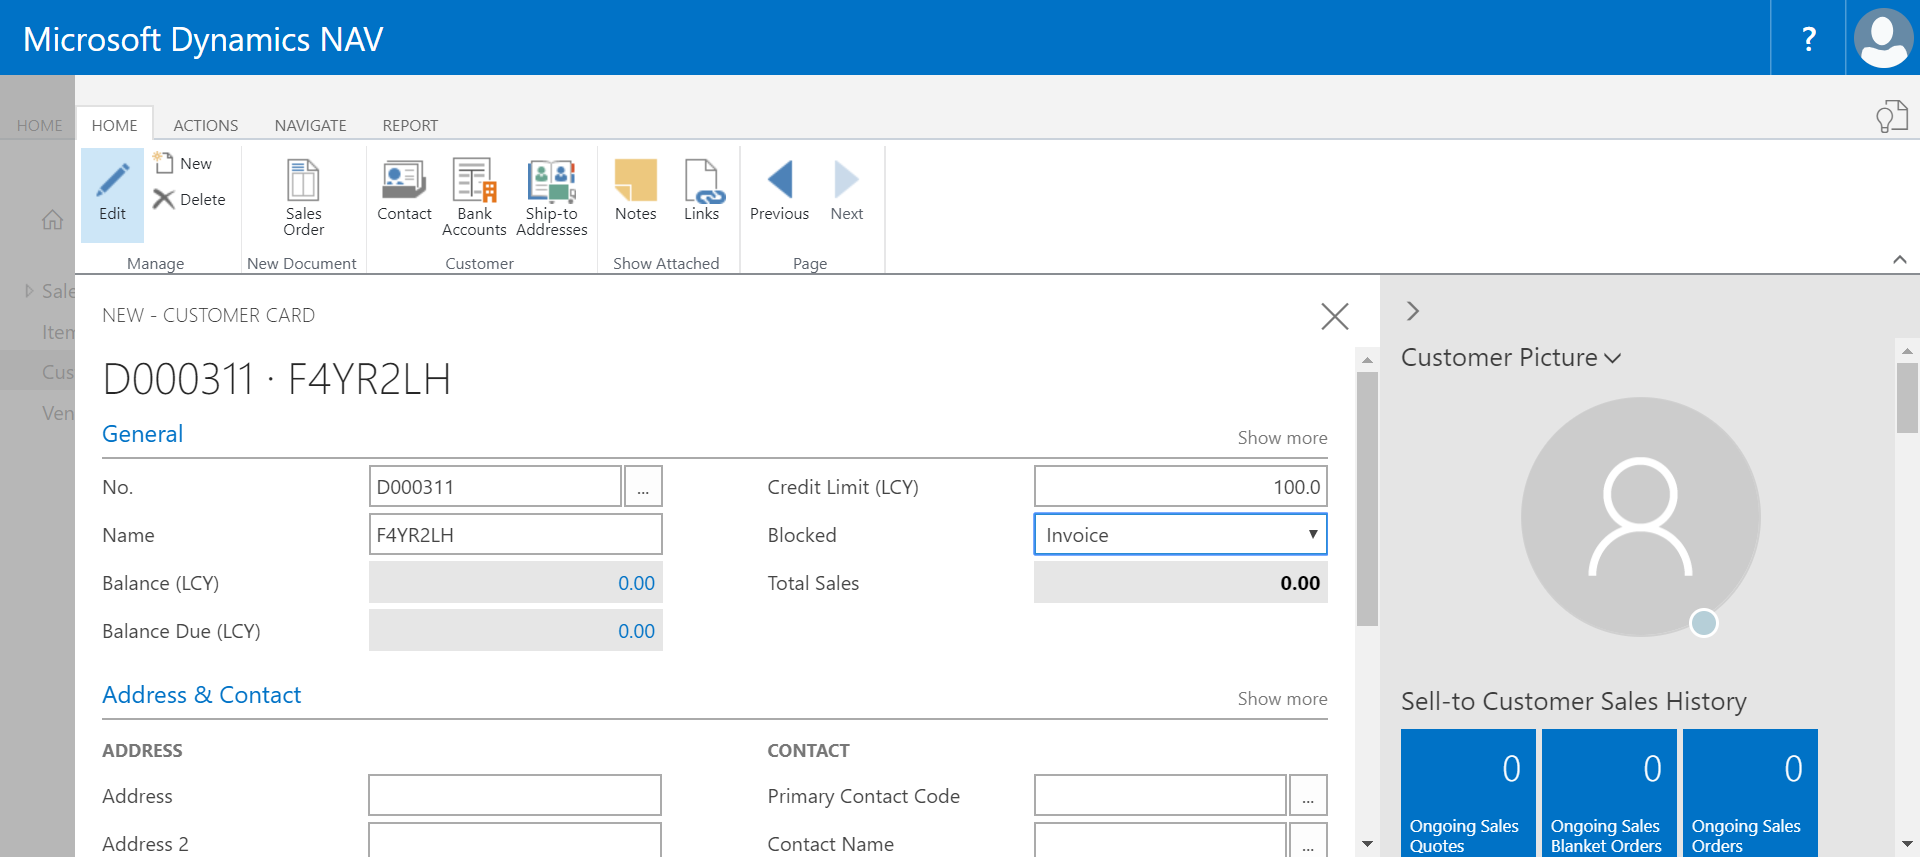 Microsoft Dynamics NAV
?
HOME
HOME
ACTIONS
NAVIGATE
REPORT
Edit
New
Delete
Manage
Sales
Order
New Document
Contact
Bank
Accounts
Ship-to
Addresses
Customer
Notes
Links
Show Attached
Previous
Next
Page
Sale
Item
Cus
Ven
NEW - CUSTOMER CARD
D000311 · F4YR2LH
General
Show more
No.
D000311
...
Credit Limit (LCY)
100.0
Name
F4YR2LH
Blocked
Invoice
Balance (LCY)
0.00
Total Sales
0.00
Balance Due (LCY)
0.00
Address & Contact
Show more
ADDRESS
CONTACT
Address
Primary Contact Code
...
Address 2
Contact Name
...
Customer Picture
Sell-to Customer Sales History
0
Ongoing Sales
Quotes
0
Ongoing Sales
Blanket Orders
0
Ongoing Sales
Orders